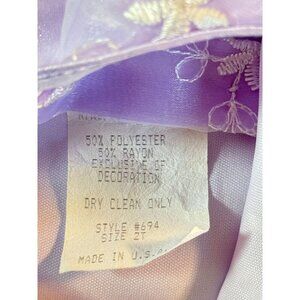 50% POLYESTER
50% RAYON
EXCLUSIVE OF
DECORATION
DRY CLEAN ONLY
STYLE #694
SIZE 2T
MADE IN U.S.A.